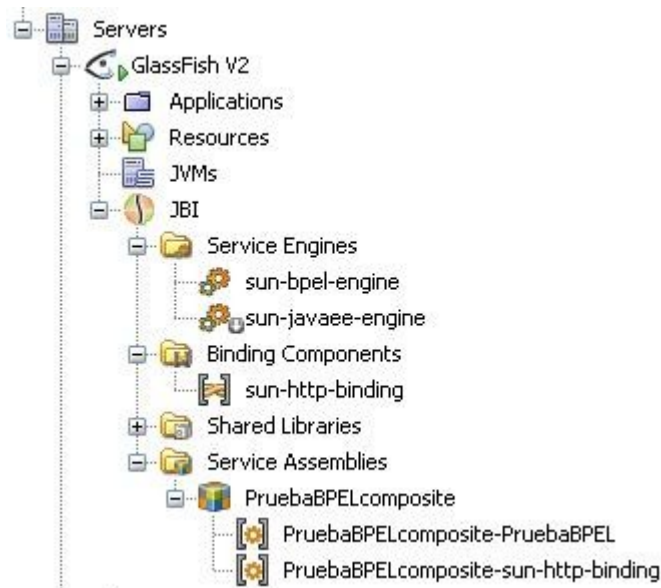 Servers
GlassFish V2
Applications
Resources
JVMs
JBI
Service Engines
sun-bpel-engine
sun-javaee-engine
Binding Components
sun-http-binding
Shared Libraries
Service Assemblies
PruebaBPELcomposite
PruebaBPELcomposite-PruebaBPEL
PruebaBPELcomposite-sun-http-binding